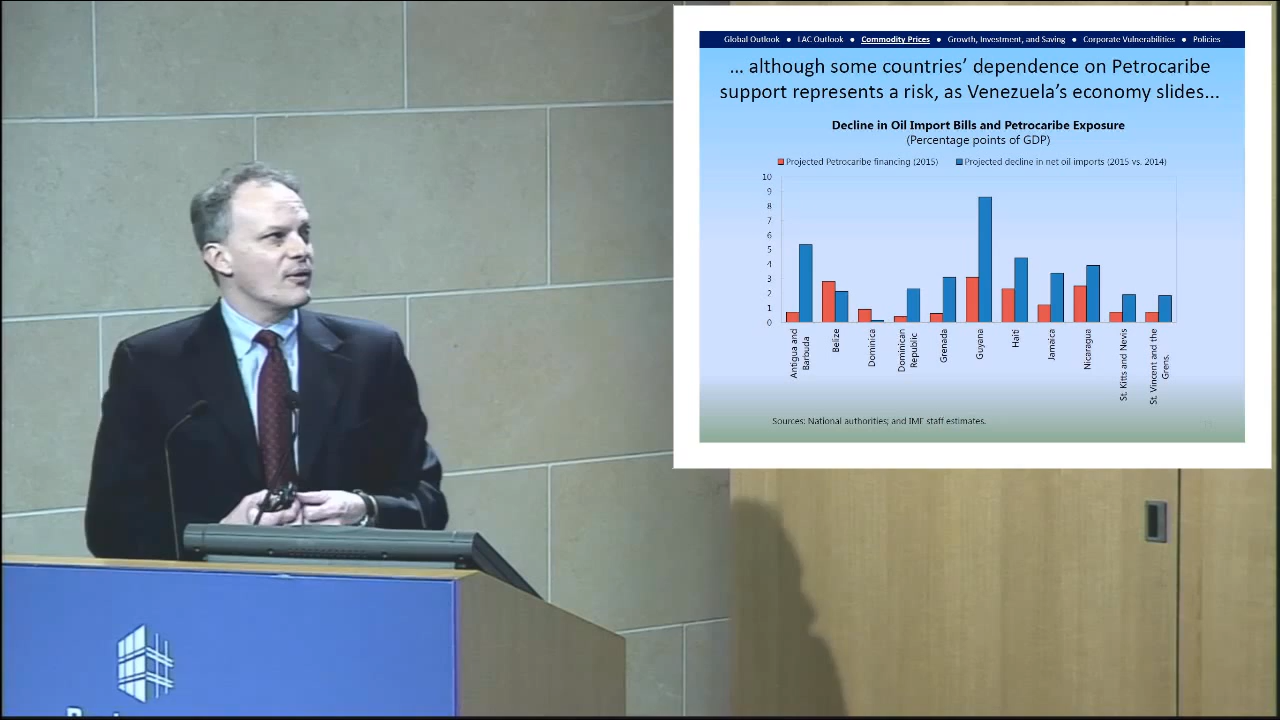 Global Outlook ● LAC Outlook ● Commodity Prices ● Growth, Investment, and Saving ● Corporate Vulnerabilities ● Policies
... although some countries' dependence on Petrocaribe
support represents a risk, as Venezuela's economy slides...
Decline in Oil Import Bills and Petrocaribe Exposure
(Percentage points of GDP)
Projected Petrocaribe financing (2015) Projected decline in net oil imports (2015 vs. 2014)
10
9
8
7
6
5
4
3
2
1
0
Antigua and
Barbuda
Belize
Dominica
Dominican
Republic
Grenada
Guyana
Haiti
Jamaica
Nicaragua
St. Kitts and Nevis
St. Vincent and the
Grens.
Sources: National authorities; and IMF staff estimates.